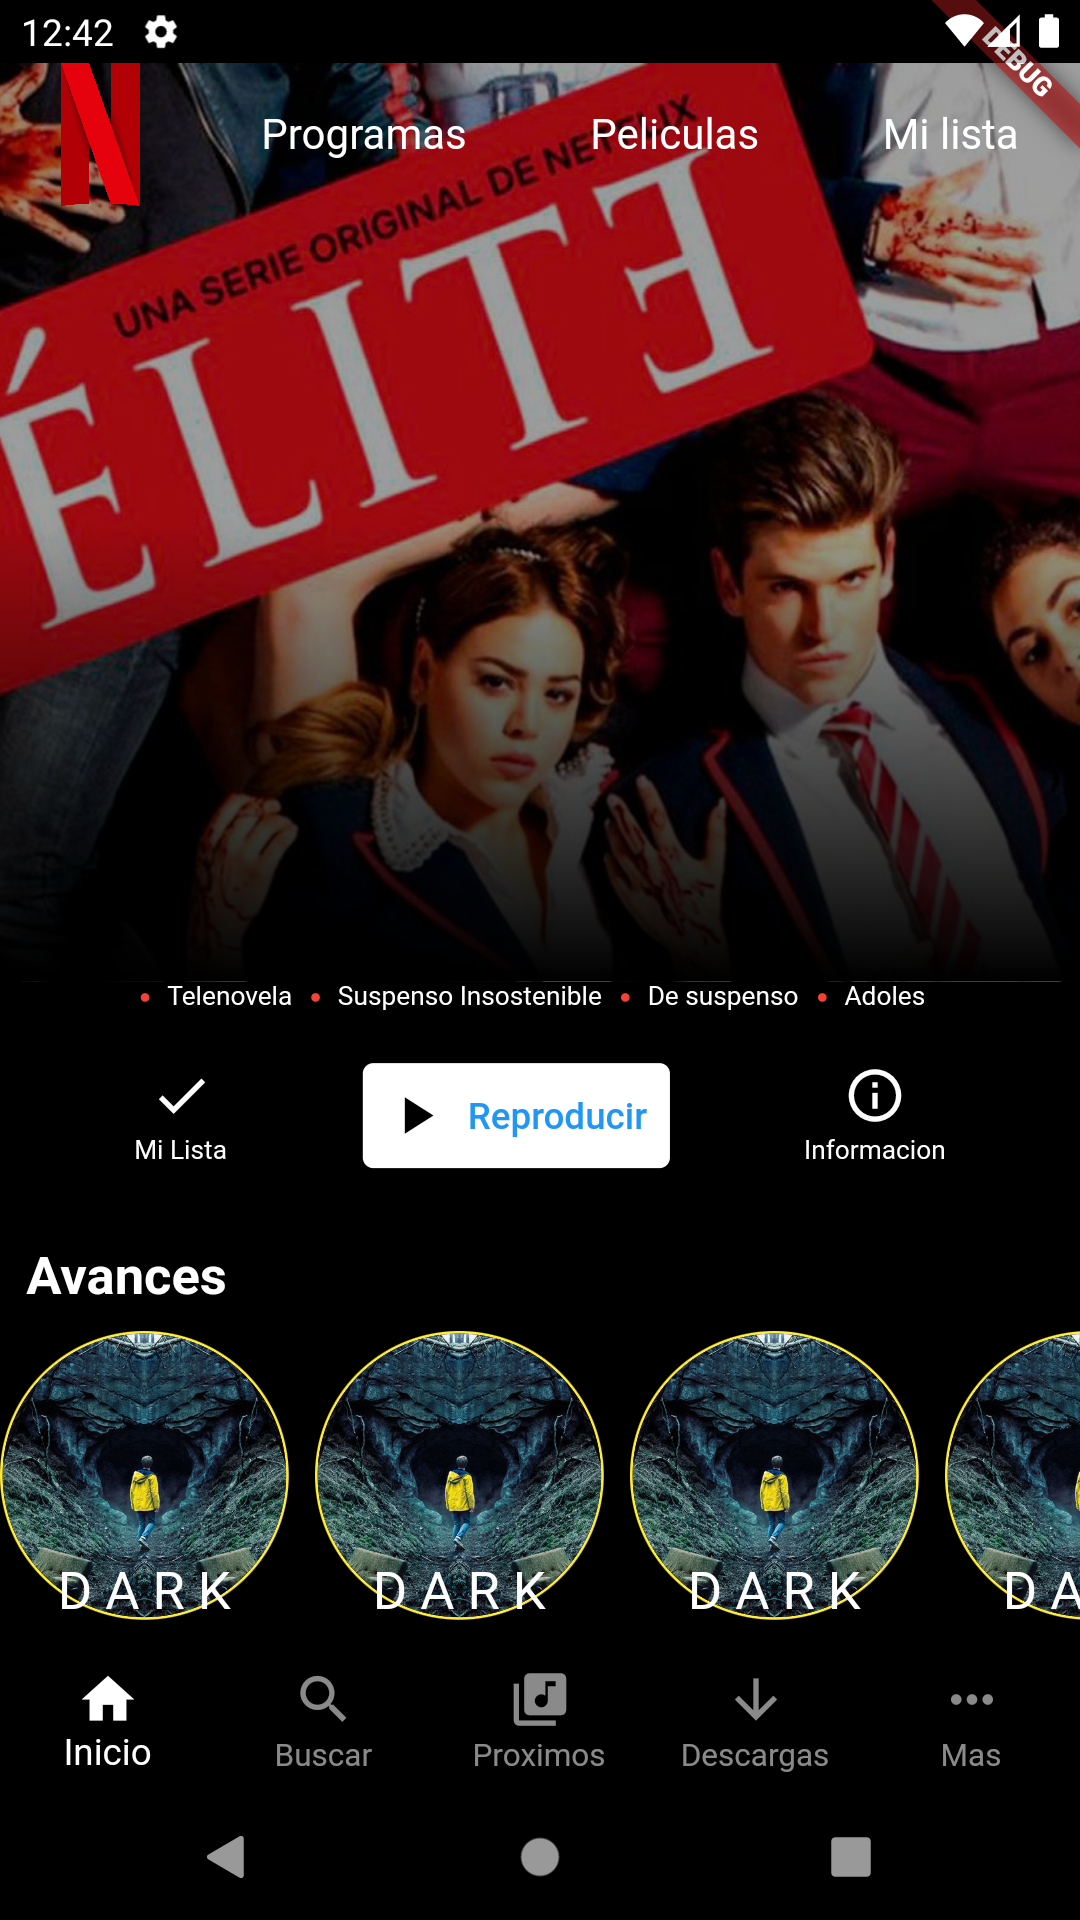 12:42
DEBUG
Programas Peliculas Mi lista
UNA SERIE ORIGINAL DE NETFLIX
ÉLITE
• Telenovela • Suspenso Insostenible • De suspenso • Adoles
Mi Lista Reproducir Informacion
Avances
DARK DARK DARK DA
Inicio Buscar Proximos Descargas Mas